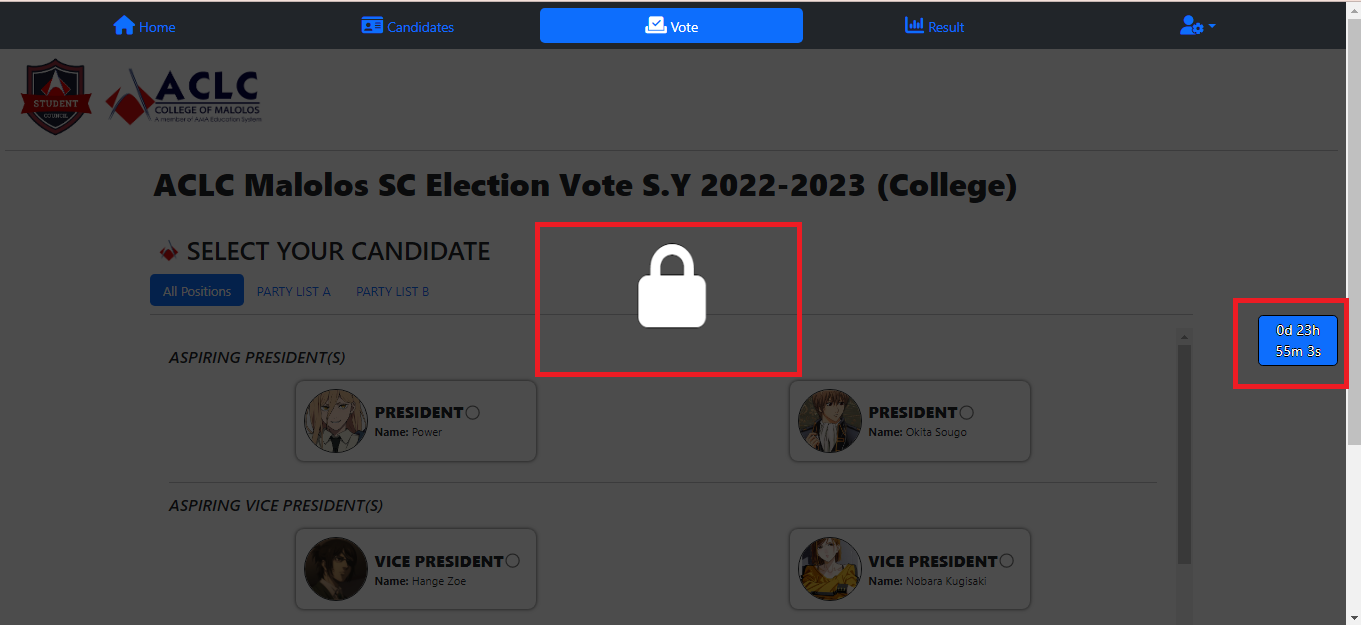 Home
Candidates
Vote
Result
STUDENT
COUNCIL
ACLC
COLLEGE OF MALOLOS
A member of AMA Education System
ACLC Malolos SC Election Vote S.Y 2022-2023 (College)
SELECT YOUR CANDIDATE
All Positions
PARTY LIST A
PARTY LIST B
0d 23h
55m 3s
ASPIRING PRESIDENT(S)
PRESIDENT
Name: Power
PRESIDENT
Name: Okita Sougo
ASPIRING VICE PRESIDENT(S)
VICE PRESIDENT
Name: Hange Zoe
VICE PRESIDENT
Name: Nobara Kugisaki